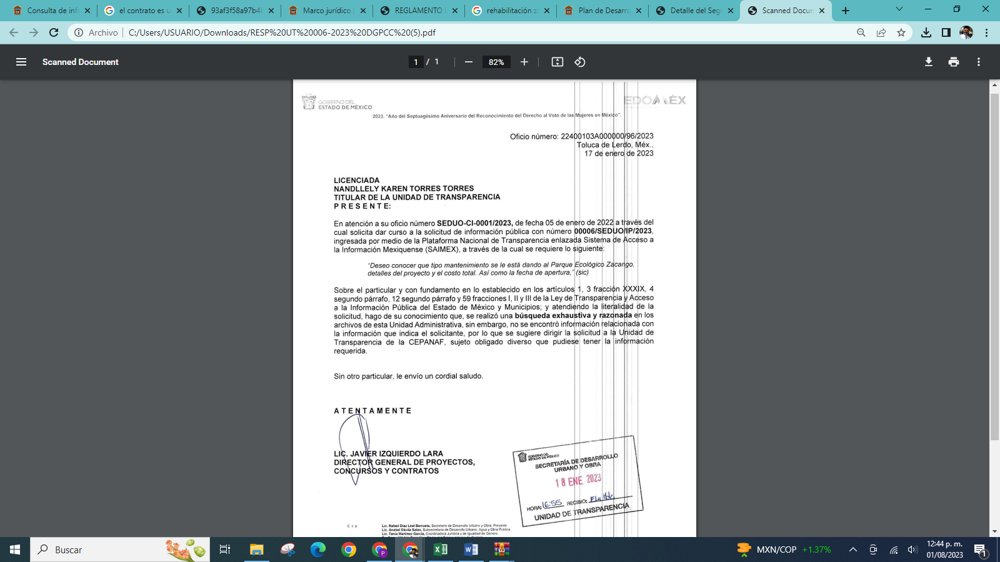 Consulta de inf
el contrato es u
93af3f58a97b48
Marco jurídico
REGLAMENTO
rehabilitación za
Plan de Desarro
Detalle del Segu
Scanned Docum
Archivo
C:/Users/USUARIO/Downloads/RESP%20UT%20006-2023%20DGPCC%20(5).pdf
Scanned Document
1 / 1
82%
GOBIERNO DEL
ESTADO DE MÉXICO
EDOMÉX
2023. “Año del Septuagésimo Aniversario del Reconocimiento del Derecho al Voto de las Mujeres en México”.
Oficio número: 22400103A000000/96/2023
Toluca de Lerdo, Méx.,
17 de enero de 2023
LICENCIADA
NANDLLELY KAREN TORRES TORRES
TITULAR DE LA UNIDAD DE TRANSPARENCIA
P R E S E N T E:
En atención a su oficio número SEDUO-CI-0001/2023, de fecha 05 de enero de 2022 a través del
cual solicita dar curso a la solicitud de información pública con número 00006/SEDUO/IP/2023,
ingresada por medio de la Plataforma Nacional de Transparencia enlazada Sistema de Acceso a
la Información Mexiquense (SAIMEX), a través de la cual se requiere lo siguiente:
“Deseo conocer que tipo mantenimiento se le está dando al Parque Ecológico Zacango,
detalles del proyecto y el costo total. Así como la fecha de apertura,” (sic)
Sobre el particular y con fundamento en lo establecido en los artículos 1, 3 fracción XXXIX, 4
segundo párrafo, 12 segundo párrafo y 59 fracciones I, II y III de la Ley de Transparencia y Acceso
a la Información Pública del Estado de México y Municipios; y atendiendo la literalidad de la
solicitud, hago de su conocimiento que, se realizó una búsqueda exhaustiva y razonada en los
archivos de esta Unidad Administrativa, sin embargo, no se encontró información relacionada con
la información que indica el solicitante, por lo que se sugiere dirigir la solicitud a la Unidad de
Transparencia de la CEPANAF, sujeto obligado diverso que pudiese tener la información
requerida.
Sin otro particular, le envío un cordial saludo.
A T E N T A M E N T E
LIC. JAVIER IZQUIERDO LARA
DIRECTOR GENERAL DE PROYECTOS,
CONCURSOS Y CONTRATOS
GOBIERNO DEL
ESTADO DE MÉXICO
SECRETARÍA DE DESARROLLO
URBANO Y OBRA
18 ENE 2023
HORA: 16:55 RECIBIO:
UNIDAD DE TRANSPARENCIA
C. c. p.
Lic. Rafael Díaz Leal Barrueta, Secretario de Desarrollo Urbano y Obra. Presente.
Lic. Anabel Dávila Salas, Subsecretaria de Desarrollo Urbano, Agua y Obra Pública
Lic. Tania Martínez García, Coordinadora Jurídica y de Igualdad de Género.
Buscar
MXN/COP +1.37%
12:44 p. m.
01/08/2023
1